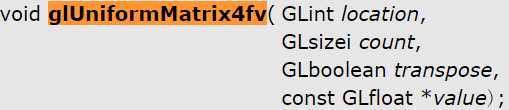 void glUniformMatrix4fv( GLint location,
GLsizei count,
GLboolean transpose,
const GLfloat *value);